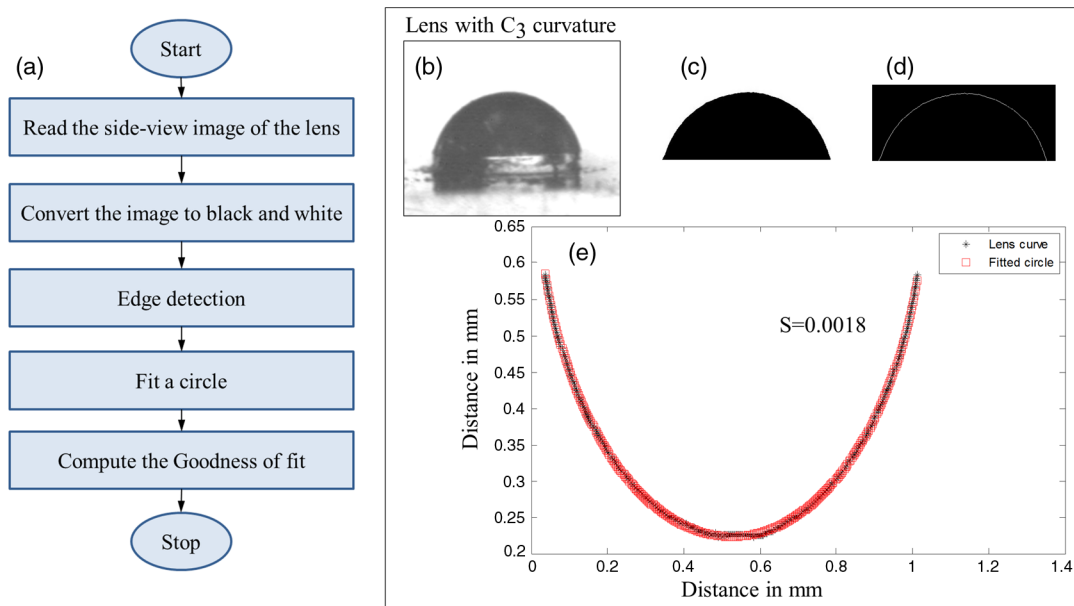 (a)
Start
Read the side-view image of the lens
Convert the image to black and white
Edge detection
Fit a circle
Compute the Goodness of fit
Stop
Lens with C3 curvature
(b)
(c)
(d)
(e)
Lens curve
Fitted circle
S=0.0018
Distance in mm
0.65
0.6
0.55
0.5
0.45
0.4
0.35
0.3
0.25
0.2
0
0.2
0.4
0.6
0.8
1
1.2
1.4
Distance in mm